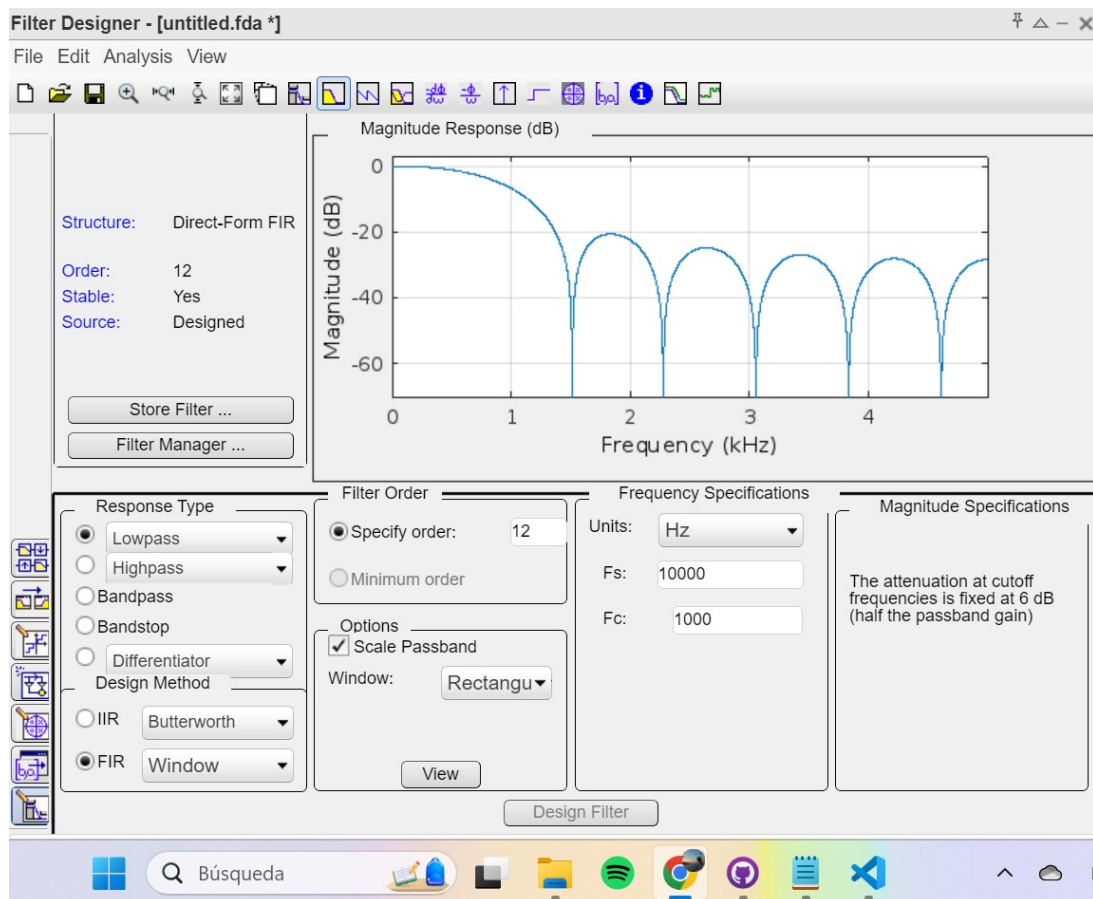 Filter Designer - [untitled.fda *]
File Edit Analysis View
Magnitude Response (dB)
Structure: Direct-Form FIR
Order: 12
Stable: Yes
Source: Designed
Store Filter ...
Filter Manager ...
0
-20
-40
-60
Magnitude (dB)
0 1 2 3 4
Frequency (kHz)
Response Type
Lowpass
Highpass
Bandpass
Bandstop
Differentiator
Design Method
IIR Butterworth
FIR Window
Filter Order
Specify order: 12
Minimum order
Options
Scale Passband
Window: Rectangu
View
Frequency Specifications
Units: Hz
Fs: 10000
Fc: 1000
Magnitude Specifications
The attenuation at cutoff
frequencies is fixed at 6 dB
(half the passband gain)
Design Filter
Búsqueda